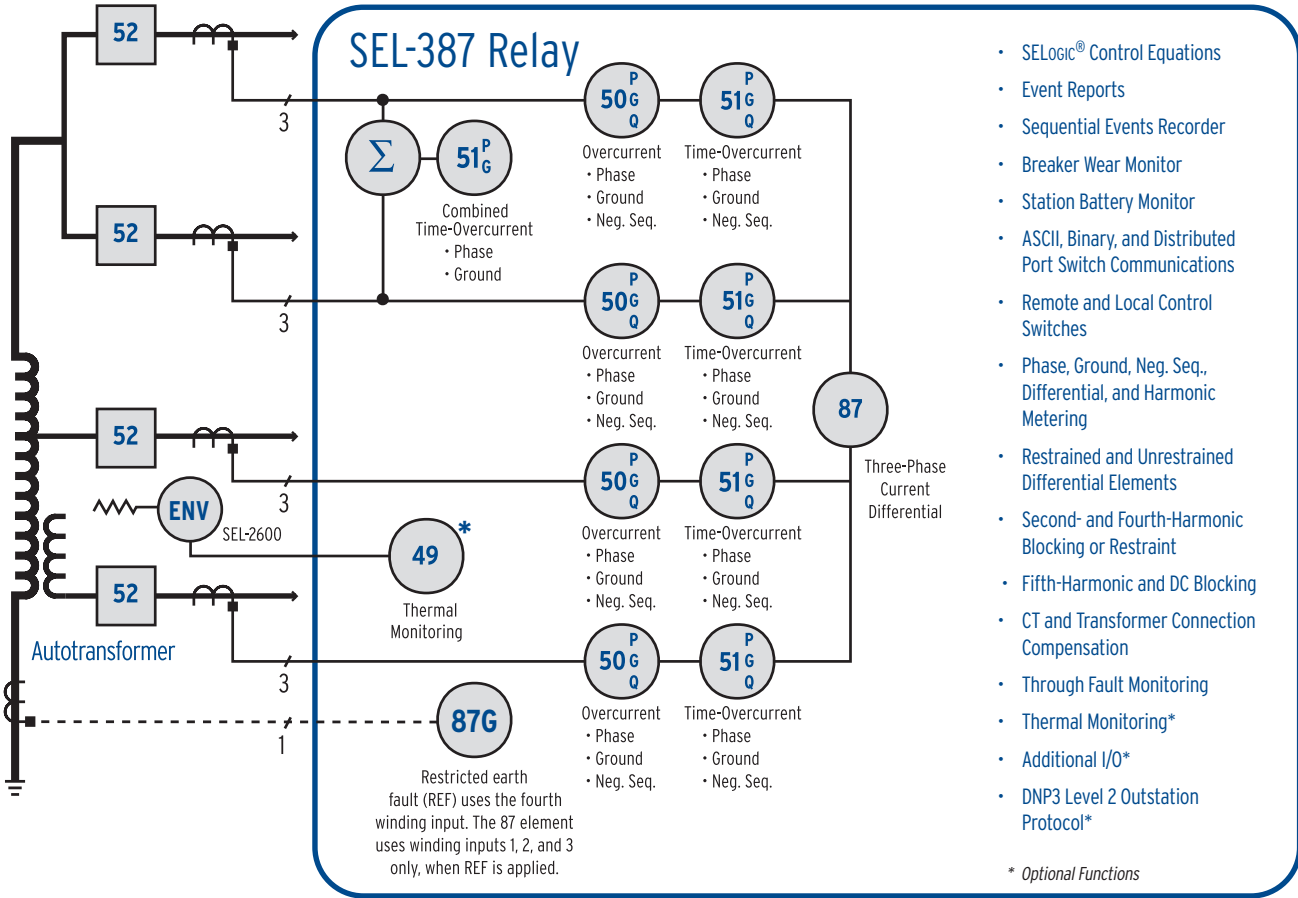 SEL-387 Relay
52
3
Σ
51 P G
Combined
Time-Overcurrent
• Phase
• Ground
50 P G Q
Overcurrent
• Phase
• Ground
• Neg. Seq.
51 P G Q
Time-Overcurrent
• Phase
• Ground
• Neg. Seq.
52
3
50 P G Q
Overcurrent
• Phase
• Ground
• Neg. Seq.
51 P G Q
Time-Overcurrent
• Phase
• Ground
• Neg. Seq.
87
Three-Phase
Current
Differential
52
3
50 P G Q
Overcurrent
• Phase
• Ground
• Neg. Seq.
51 P G Q
Time-Overcurrent
• Phase
• Ground
• Neg. Seq.
ENV
SEL-2600
49 *
Thermal
Monitoring
52
Autotransformer
3
50 P G Q
Overcurrent
• Phase
• Ground
• Neg. Seq.
51 P G Q
Time-Overcurrent
• Phase
• Ground
• Neg. Seq.
1
87G
Restricted earth
fault (REF) uses the fourth
winding input. The 87 element
uses winding inputs 1, 2, and 3
only, when REF is applied.
• SELOGIC® Control Equations
• Event Reports
• Sequential Events Recorder
• Breaker Wear Monitor
• Station Battery Monitor
• ASCII, Binary, and Distributed
Port Switch Communications
• Remote and Local Control
Switches
• Phase, Ground, Neg. Seq.,
Differential, and Harmonic
Metering
• Restrained and Unrestrained
Differential Elements
• Second- and Fourth-Harmonic
Blocking or Restraint
• Fifth-Harmonic and DC Blocking
• CT and Transformer Connection
Compensation
• Through Fault Monitoring
• Thermal Monitoring*
• Additional I/O*
• DNP3 Level 2 Outstation
Protocol*
* Optional Functions